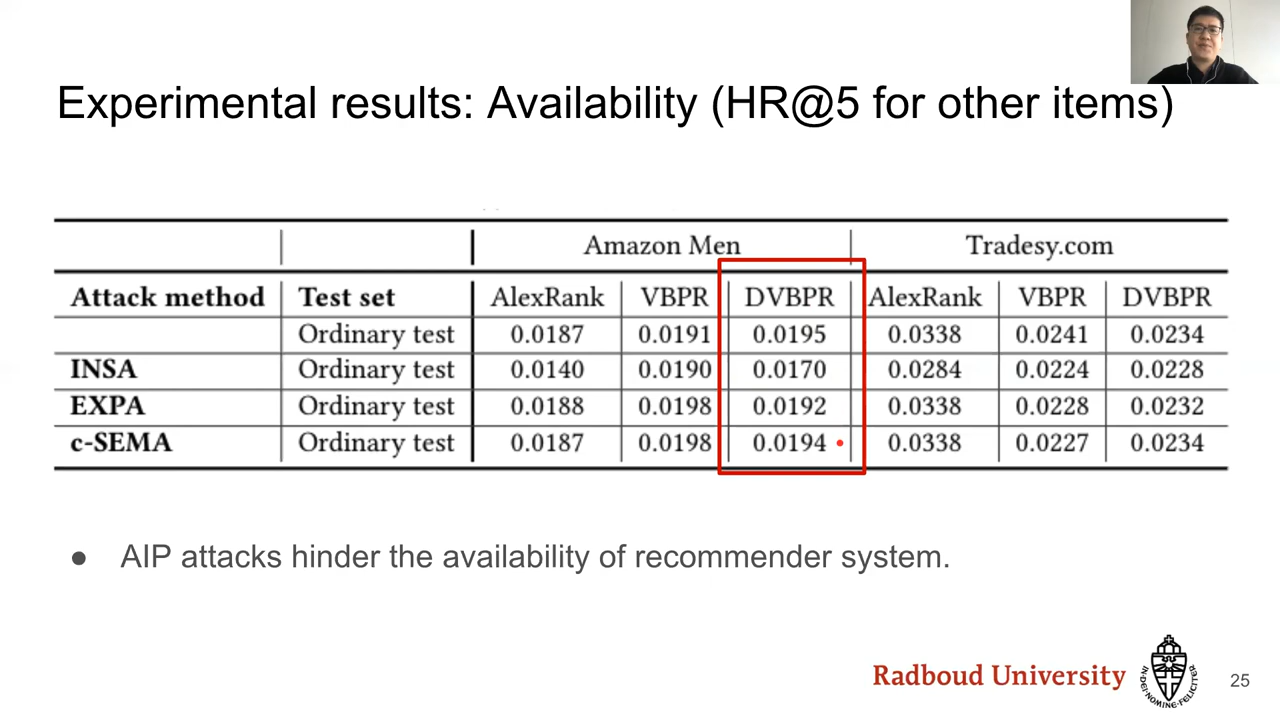 Experimental results: Availability (HR@5 for other items)
Amazon Men Tradesy.com
Attack method Test set AlexRank VBPR DVBPR AlexRank VBPR DVBPR
Ordinary test 0.0187 0.0191 0.0195 0.0338 0.0241 0.0234
INSA Ordinary test 0.0140 0.0190 0.0170 0.0284 0.0224 0.0228
EXPA Ordinary test 0.0188 0.0198 0.0192 0.0338 0.0228 0.0232
c-SEMA Ordinary test 0.0187 0.0198 0.0194 0.0338 0.0227 0.0234
● AIP attacks hinder the availability of recommender system.
Radboud University
IN·DEI·NOMINE·FELICITER
25